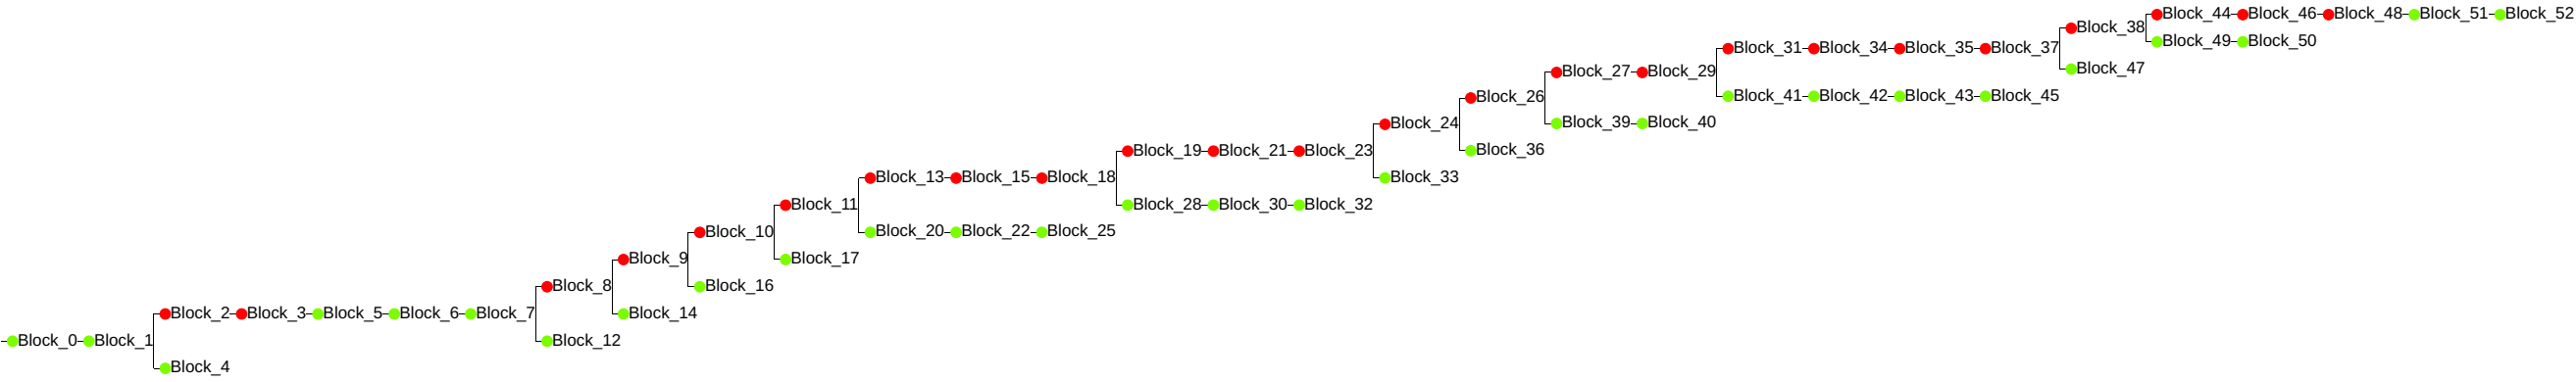 Block_44 Block_46 Block_48 Block_51 Block_52
Block_38
Block_49 Block_50
Block_31 Block_34 Block_35 Block_37
Block_47
Block_27 Block_29
Block_41 Block_42 Block_43 Block_45
Block_26
Block_39 Block_40
Block_24
Block_36
Block_19 Block_21 Block_23
Block_33
Block_13 Block_15 Block_18
Block_28 Block_30 Block_32
Block_11
Block_20 Block_22 Block_25
Block_10
Block_17
Block_9
Block_16
Block_8
Block_14
Block_2 Block_3 Block_5 Block_6 Block_7
Block_12
Block_0 Block_1
Block_4